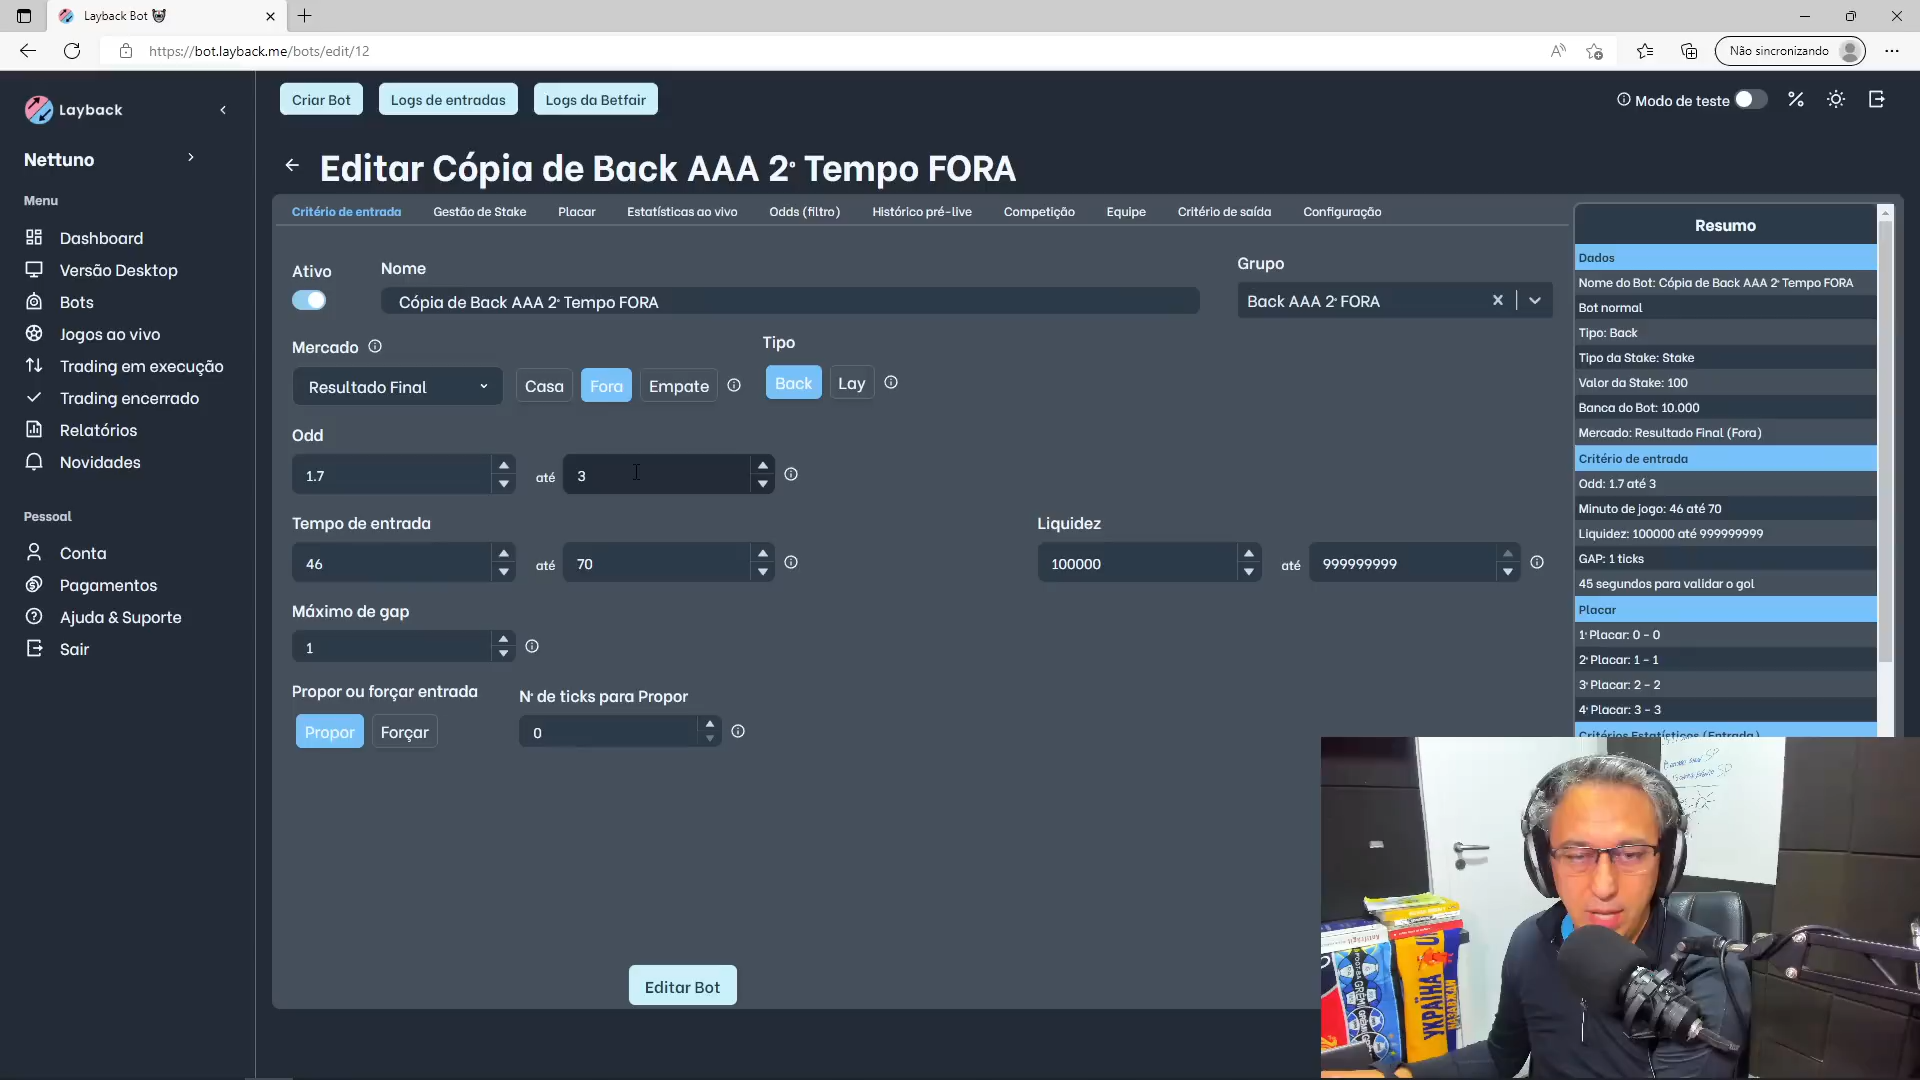 Layback Bot
https://bot.layback.me/bots/edit/12
Não sincronizando
Layback
Criar Bot
Logs de entradas
Logs da Betfair
Modo de teste
Nettuno
Editar Cópia de Back AAA 2º Tempo FORA
Menu
Dashboard
Versão Desktop
Bots
Jogos ao vivo
Trading em execução
Trading encerrado
Relatórios
Novidades
Pessoal
Conta
Pagamentos
Ajuda & Suporte
Sair
Critério de entrada
Gestão de Stake
Placar
Estatísticas ao vivo
Odds (filtro)
Histórico pré-live
Competição
Equipe
Critério de saída
Configuração
Ativo
Nome
Cópia de Back AAA 2º Tempo FORA
Grupo
Back AAA 2º FORA
Mercado
Resultado Final
Casa
Fora
Empate
Tipo
Back
Lay
Odd
1.7
até
3
Tempo de entrada
46
até
70
Liquidez
100000
até
999999999
Máximo de gap
1
Propor ou forçar entrada
Propor
Forçar
Nº de ticks para Propor
0
Editar Bot
Resumo
Dados
Nome do Bot: Cópia de Back AAA 2º Tempo FORA
Bot normal
Tipo: Back
Tipo da Stake: Stake
Valor da Stake: 100
Banca do Bot: 10.000
Mercado: Resultado Final (Fora)
Critério de entrada
Odd: 1.7 até 3
Minuto de jogo: 46 até 70
Liquidez: 100000 até 999999999
GAP: 1 ticks
45 segundos para validar o gol
Placar
1º Placar: 0 - 0
2º Placar: 1 - 1
3º Placar: 2 - 2
4º Placar: 3 - 3
Critérios Estatísticos (Entrada)
Antifrágil
УКРАЇНА
НАЗАВЖДИ
GRÊMIO